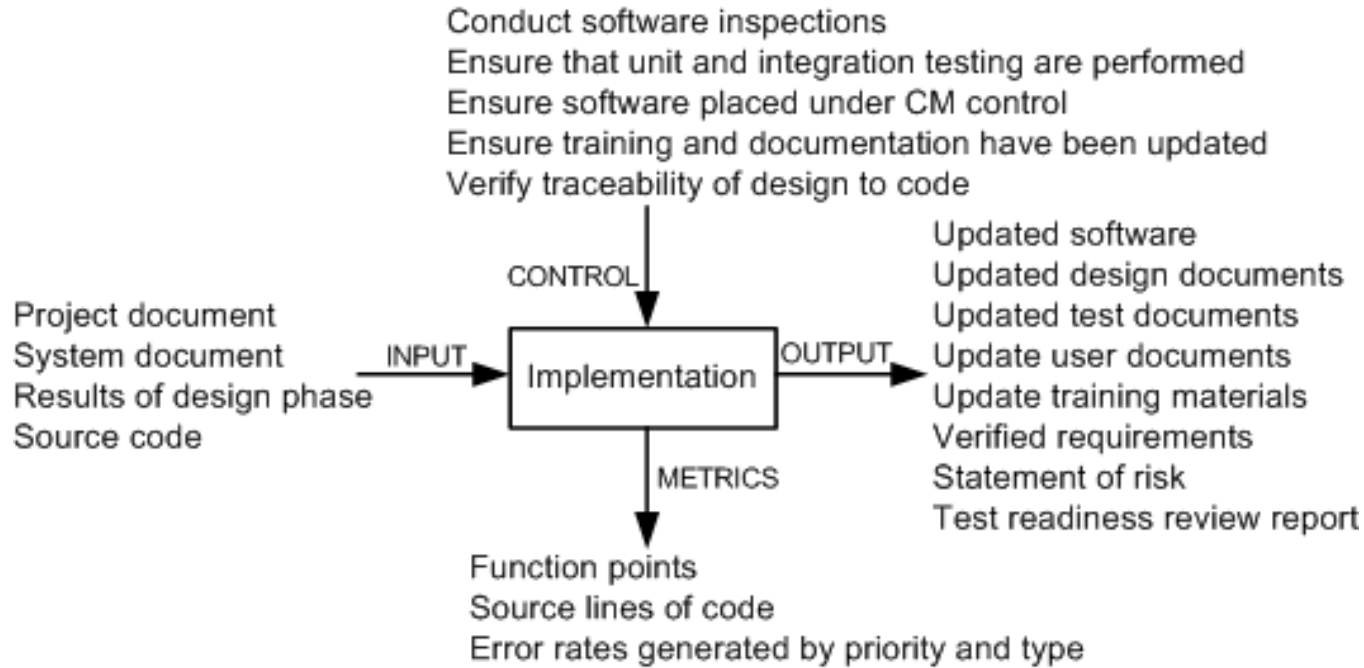 Conduct software inspections
Ensure that unit and integration testing are performed
Ensure software placed under CM control
Ensure training and documentation have been updated
Verify traceability of design to code
CONTROL
Project document
System document
Results of design phase
Source code
INPUT
Implementation
OUTPUT
Updated software
Updated design documents
Updated test documents
Update user documents
Update training materials
Verified requirements
Statement of risk
Test readiness review report
METRICS
Function points
Source lines of code
Error rates generated by priority and type